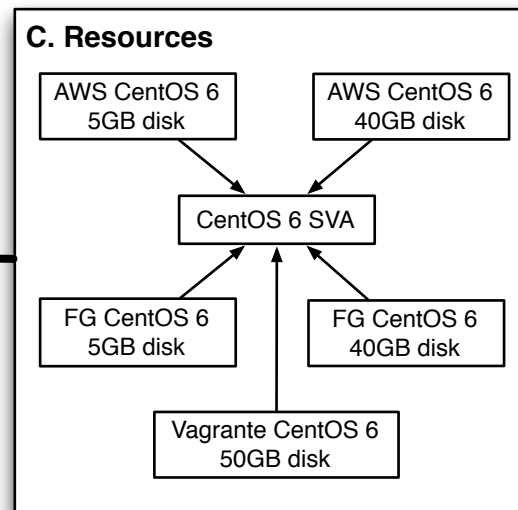 C. Resources
AWS CentOS 6
5GB disk
AWS CentOS 6
40GB disk
CentOS 6 SVA
FG CentOS 6
5GB disk
FG CentOS 6
40GB disk
Vagrante CentOS 6
50GB disk